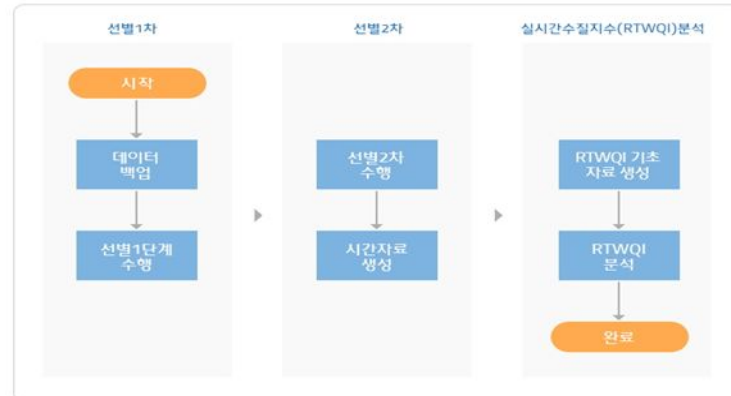 선별1차
시작
데이터
백업
선별1단계
수행
선별2차
선별2차
수행
시간자료
생성
실시간수질지수(RTWQI)분석
RTWQI 기초
자료 생성
RTWQI
분석
완료